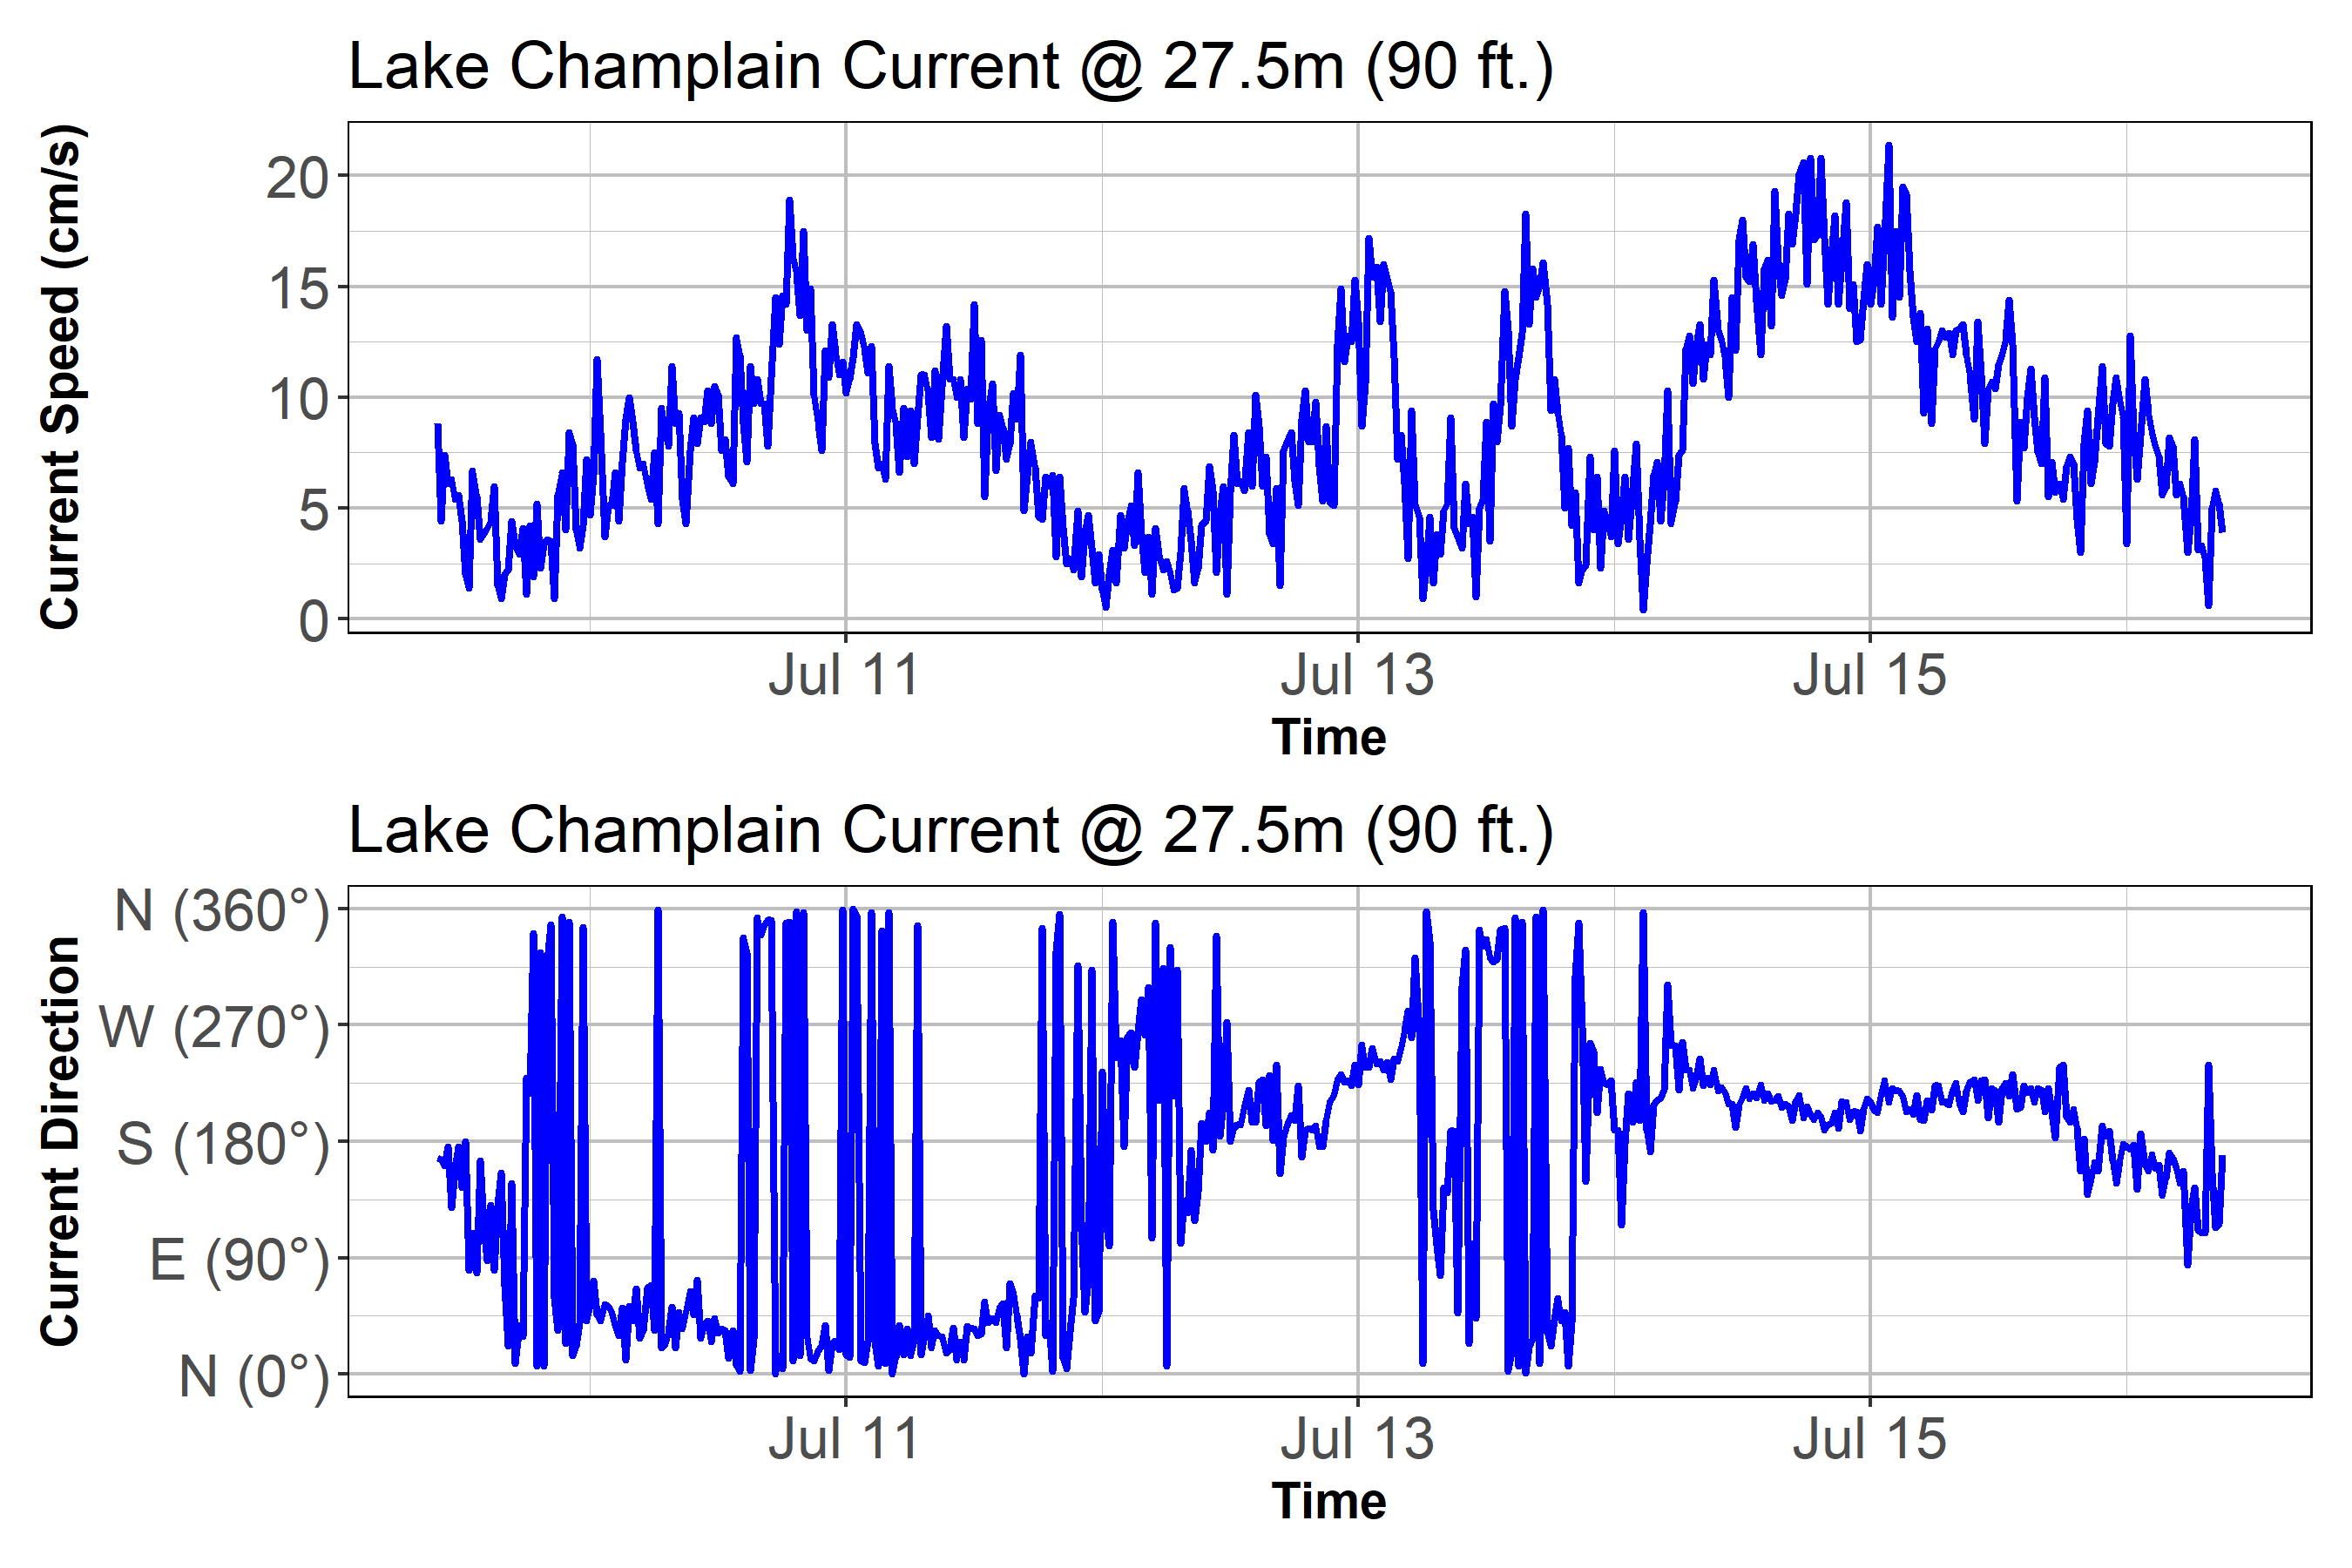 Lake Champlain Current @ 27.5m (90 ft.)
Current Speed (cm/s)
20
15
10
5
0
Jul 11 Jul 13 Jul 15
Time
Lake Champlain Current @ 27.5m (90 ft.)
Current Direction
N (360°)
W (270°)
S (180°)
E (90°)
N (0°)
Jul 11 Jul 13 Jul 15
Time